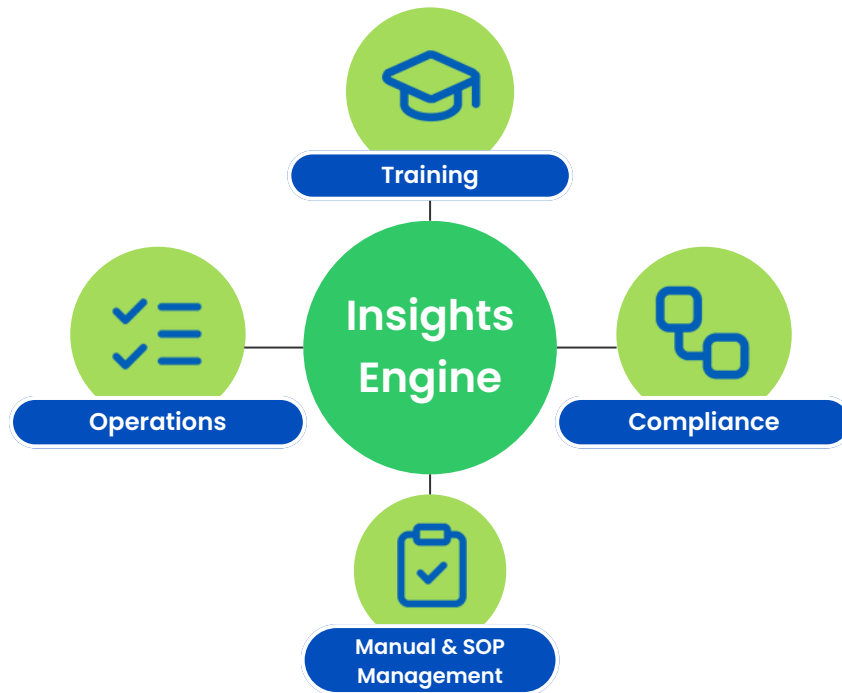 Training
Insights
Engine
Operations
Compliance
Manual & SOP
Management